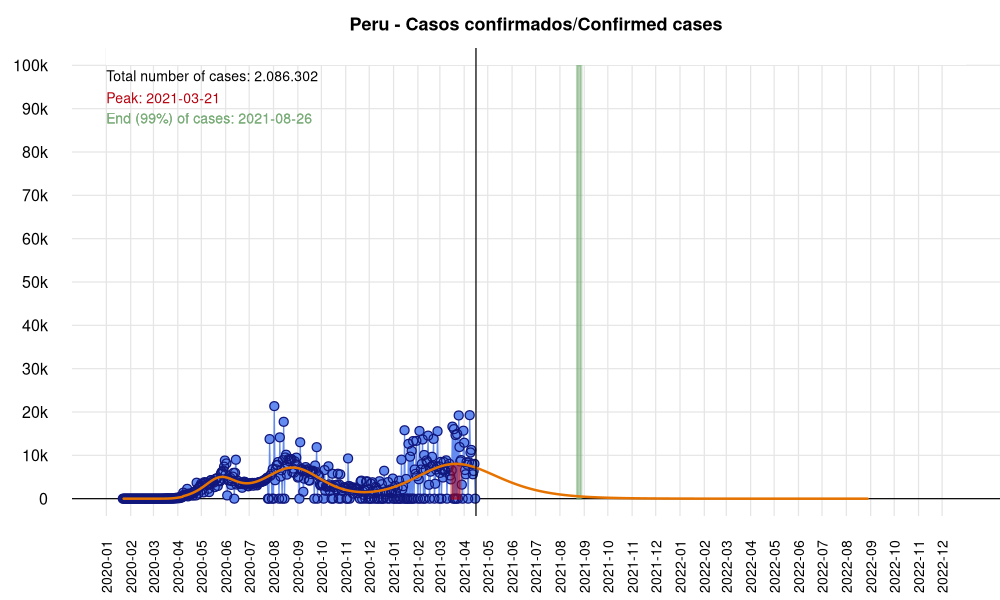 Peru - Casos confirmados/Confirmed cases
Total number of cases: 2.086.302
Peak: 2021-03-21
End (99%) of cases: 2021-08-26
100k
90k
80k
70k
60k
50k
40k
30k
20k
10k
0
2020-01
2020-02
2020-03
2020-04
2020-05
2020-06
2020-07
2020-08
2020-09
2020-10
2020-11
2020-12
2021-01
2021-02
2021-03
2021-04
2021-05
2021-06
2021-07
2021-08
2021-09
2021-10
2021-11
2021-12
2022-01
2022-02
2022-03
2022-04
2022-05
2022-06
2022-07
2022-08
2022-09
2022-10
2022-11
2022-12